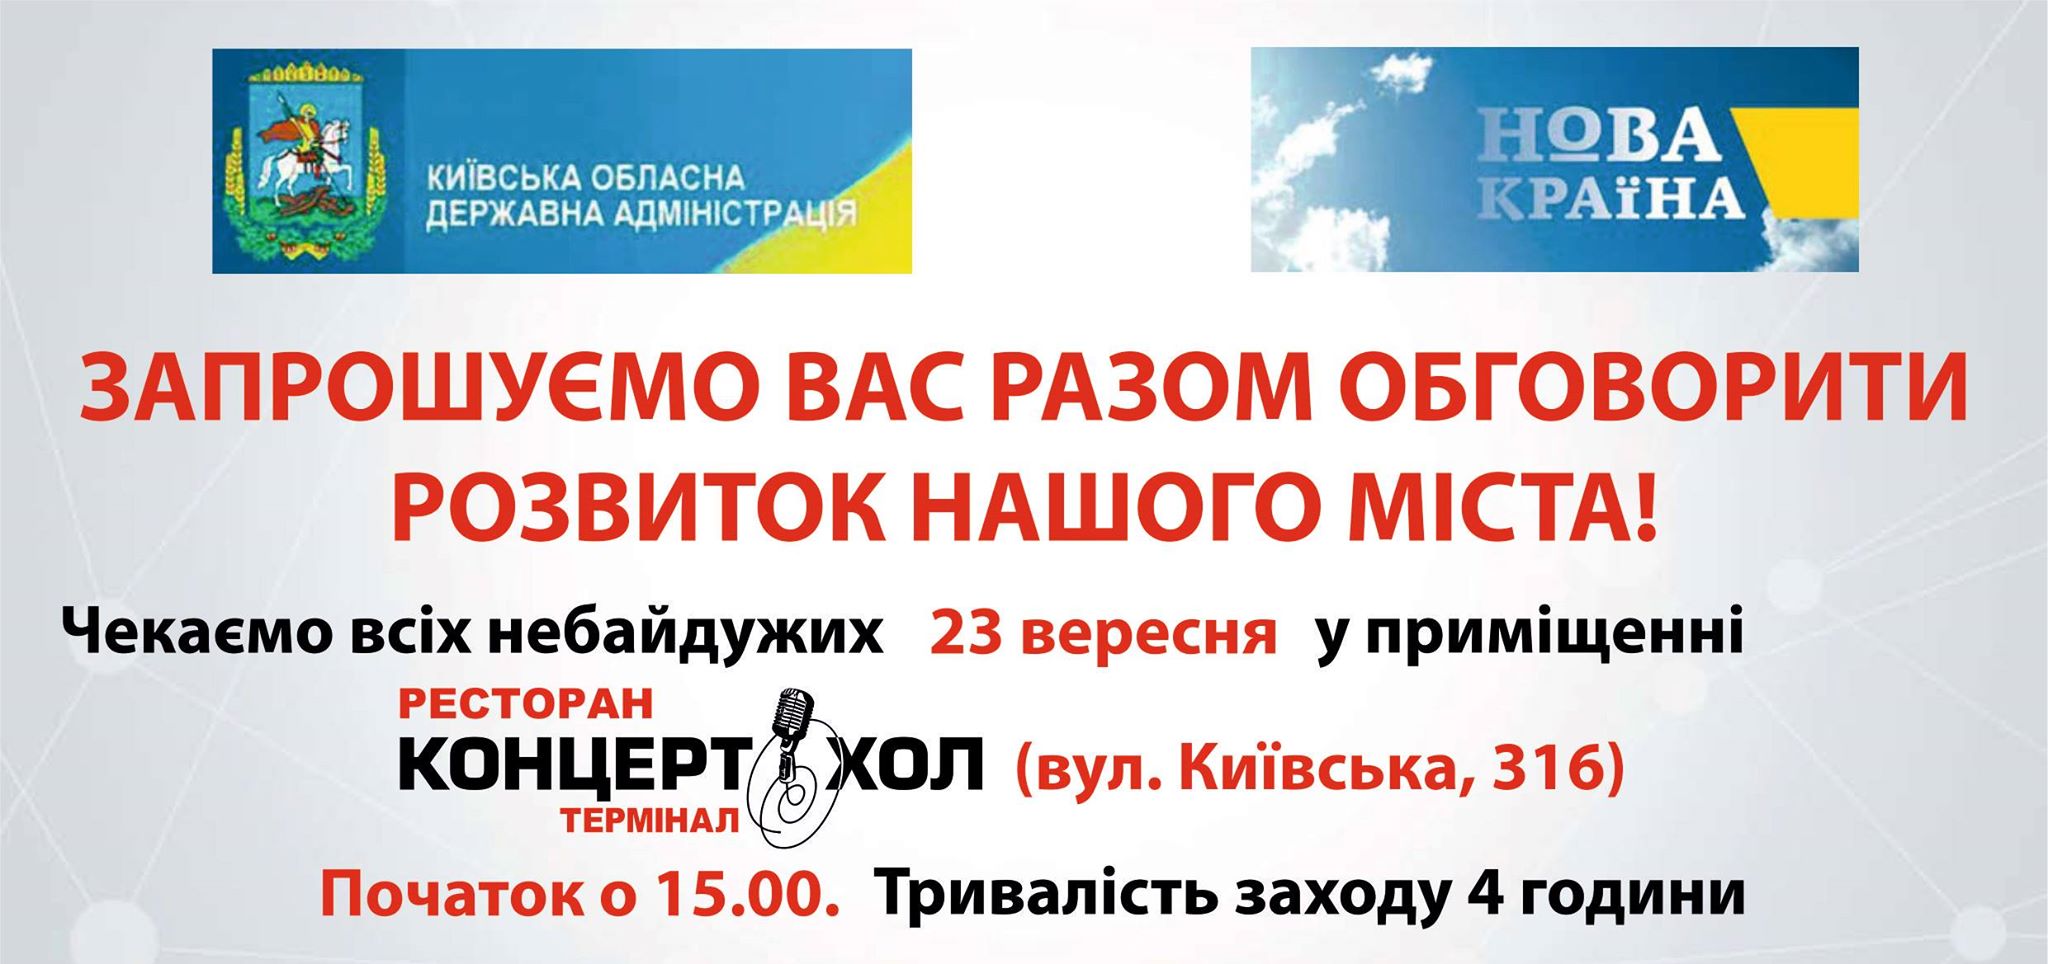 КИЇВСЬКА ОБЛАСНА
ДЕРЖАВНА АДМІНІСТРАЦІЯ
НОВА
КРАЇНА
ЗАПРОШУЄМО ВАС РАЗОМ ОБГОВОРИТИ
РОЗВИТОК НАШОГО МІСТА!
Чекаємо всіх небайдужих 23 вересня у приміщенні
РЕСТОРАН
КОНЦЕРТ ХОЛ (вул. Київська, 316)
ТЕРМІНАЛ
Початок о 15.00. Тривалість заходу 4 години